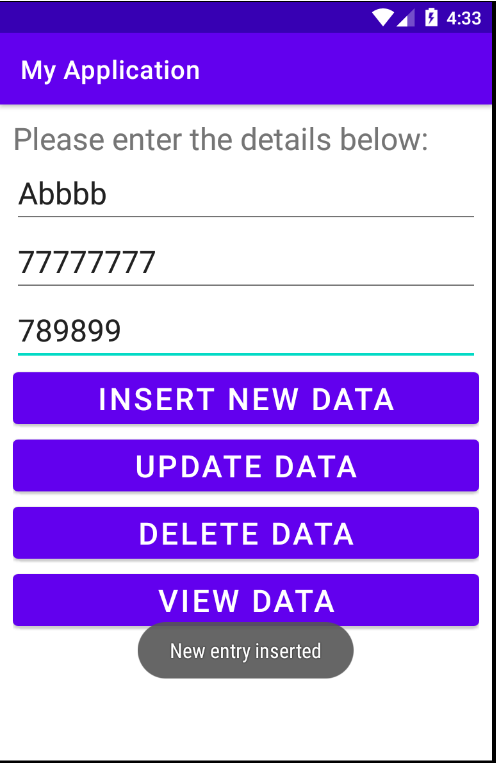 4:33
My Application
Please enter the details below:
Abbbb
77777777
789899
INSERT NEW DATA
UPDATE DATA
DELETE DATA
VIEW DATA
New entry inserted